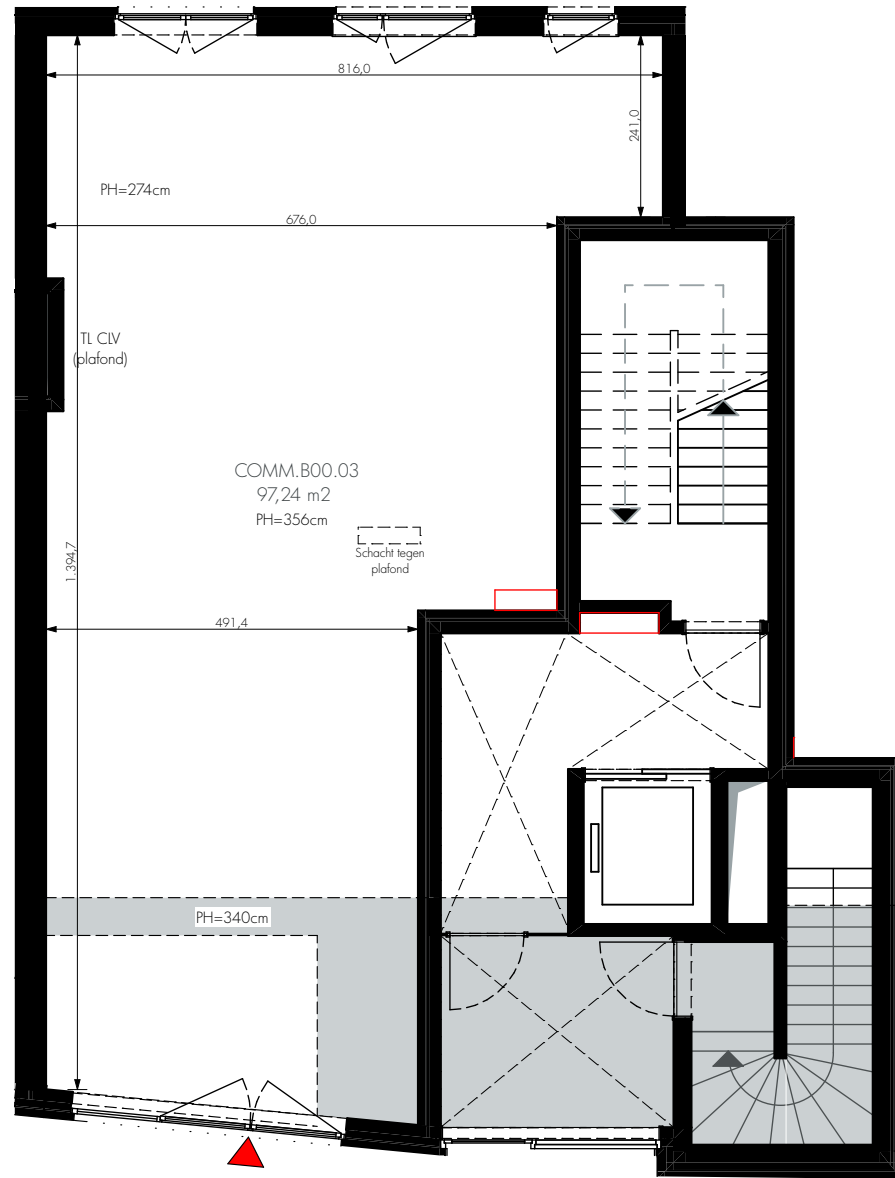 816,0
241,0
PH=274cm
676,0
TL CLV
(plafond)
COMM.B00.03
97,24 m2
PH=356cm
Schacht tegen
plafond
1.394,7
491,4
PH=340cm